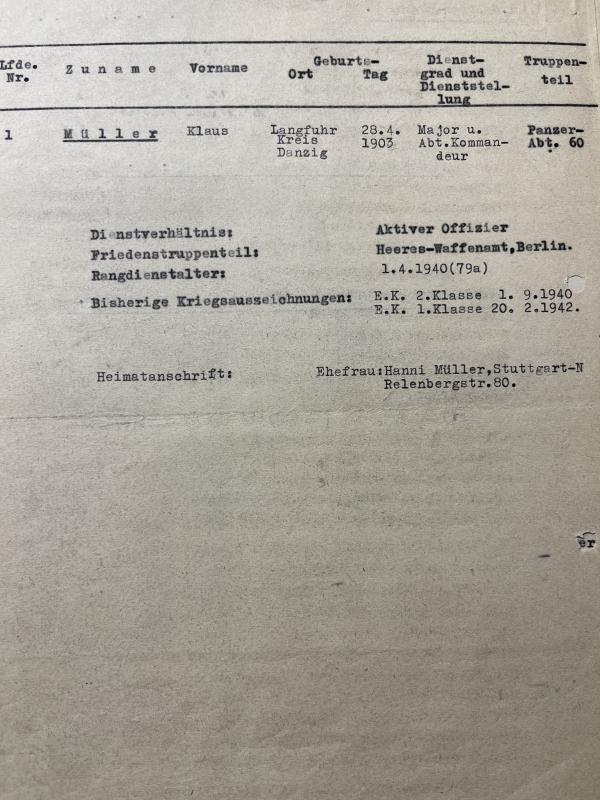 Lfde. Nr. Zuname Vorname Geburts- Ort Tag Dienst- grad und Dienststel- lung Truppen- teil
1 Müller Klaus Langfuhr 28.4. Major u. Panzer-
Kreis 1903 Abt.Komman- Abt. 60
Danzig deur
Dienstverhältnis: Aktiver Offizier
Friedenstruppenteil: Heeres-Waffenamt,Berlin.
Rangdienstalter: 1.4.1940(79a)
Bisherige Kriegsauszeichnungen: E.K. 2.Klasse 1. 9.1940
E.K. 1.Klasse 20. 2.1942.
Heimatanschrift: Ehefrau:Hanni Müller,Stuttgart-N
Relenbergstr.80.
er